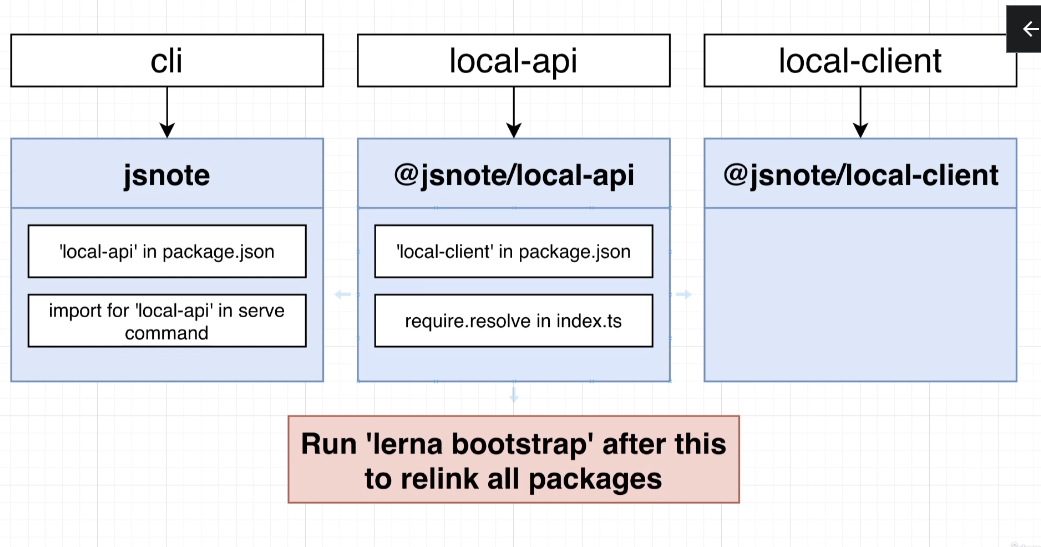 cli
local-api
local-client
jsnote
@jsnote/local-api
@jsnote/local-client
'local-api' in package.json
import for 'local-api' in serve
command
'local-client' in package.json
require.resolve in index.ts
Run 'lerna bootstrap' after this
to relink all packages